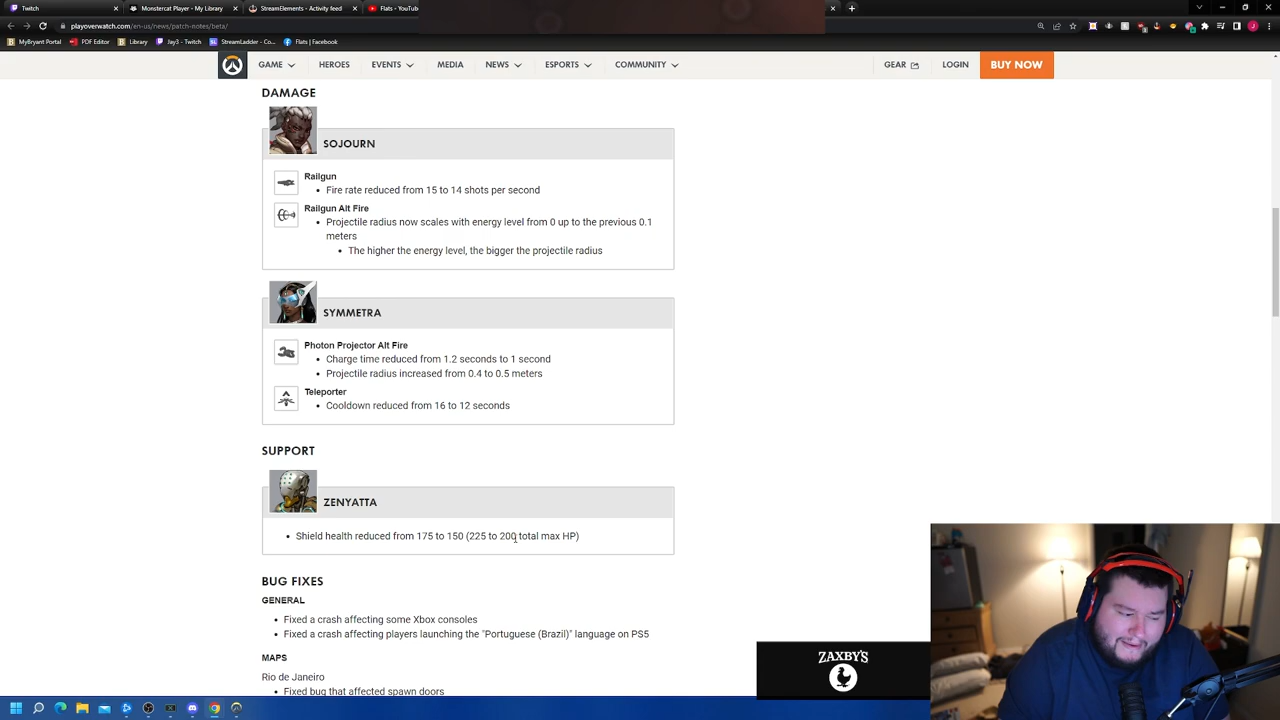 Twitch
Monstercat Player - My Library
StreamElements - Activity feed
Flats - YouTube
playoverwatch.com/en-us/news/patch-notes/beta/
MyBryant Portal
PDF Editor
Library
Jay3 - Twitch
StreamLadder - Co...
Flats | Facebook
GAME
HEROES
EVENTS
MEDIA
NEWS
ESPORTS
COMMUNITY
GEAR
LOGIN
BUY NOW
DAMAGE
SOJOURN
Railgun
• Fire rate reduced from 15 to 14 shots per second
Railgun Alt Fire
• Projectile radius now scales with energy level from 0 up to the previous 0.1
meters
• The higher the energy level, the bigger the projectile radius
SYMMETRA
Photon Projector Alt Fire
• Charge time reduced from 1.2 seconds to 1 second
• Projectile radius increased from 0.4 to 0.5 meters
Teleporter
• Cooldown reduced from 16 to 12 seconds
SUPPORT
ZENYATTA
• Shield health reduced from 175 to 150 (225 to 200 total max HP)
BUG FIXES
GENERAL
• Fixed a crash affecting some Xbox consoles
• Fixed a crash affecting players launching the "Portuguese (Brazil)" language on PS5
MAPS
Rio de Janeiro
• Fixed bug that affected spawn doors
ZAXBY'S